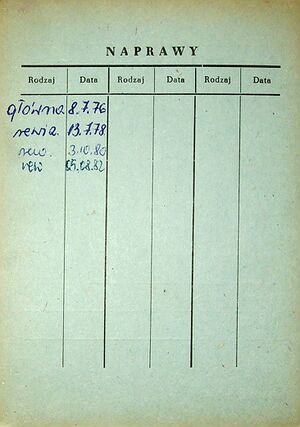 NAPRAWY
Rodzaj Data Rodzaj Data Rodzaj Data
główna 8.7.76
rewia. 13.7.78
rew. 3.10.80
rew 25.08.82